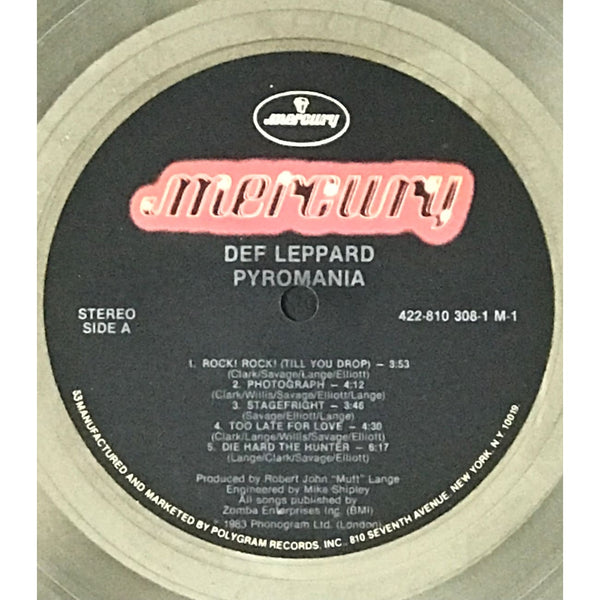 mercury
mercury
DEF LEPPARD
PYROMANIA
STEREO
SIDE A
422-810 308-1 M-1
1. ROCK! ROCK! (TILL YOU DROP) – 3:53
(Clark/Savage/Lange/Elliott)
2. PHOTOGRAPH – 4:12
(Clark/Willis/Savage/Elliott/Lange)
3. STAGEFRIGHT – 3:46
(Savage/Elliott/Lange)
4. TOO LATE FOR LOVE – 4:30
(Clark/Lange/Willis/Savage/Elliott)
5. DIE HARD THE HUNTER – 6:17
(Lange/Clark/Savage/Elliott)
Produced by Robert John "Mutt" Lange
Engineered by Mike Shipley
All songs published by
Zomba Enterprises Inc. (BMI)
1983 Phonogram Ltd. (London)
53 MANUFACTURED AND MARKETED BY POLYGRAM RECORDS, INC., 810 SEVENTH AVENUE, NEW YORK, N.Y. 10019.